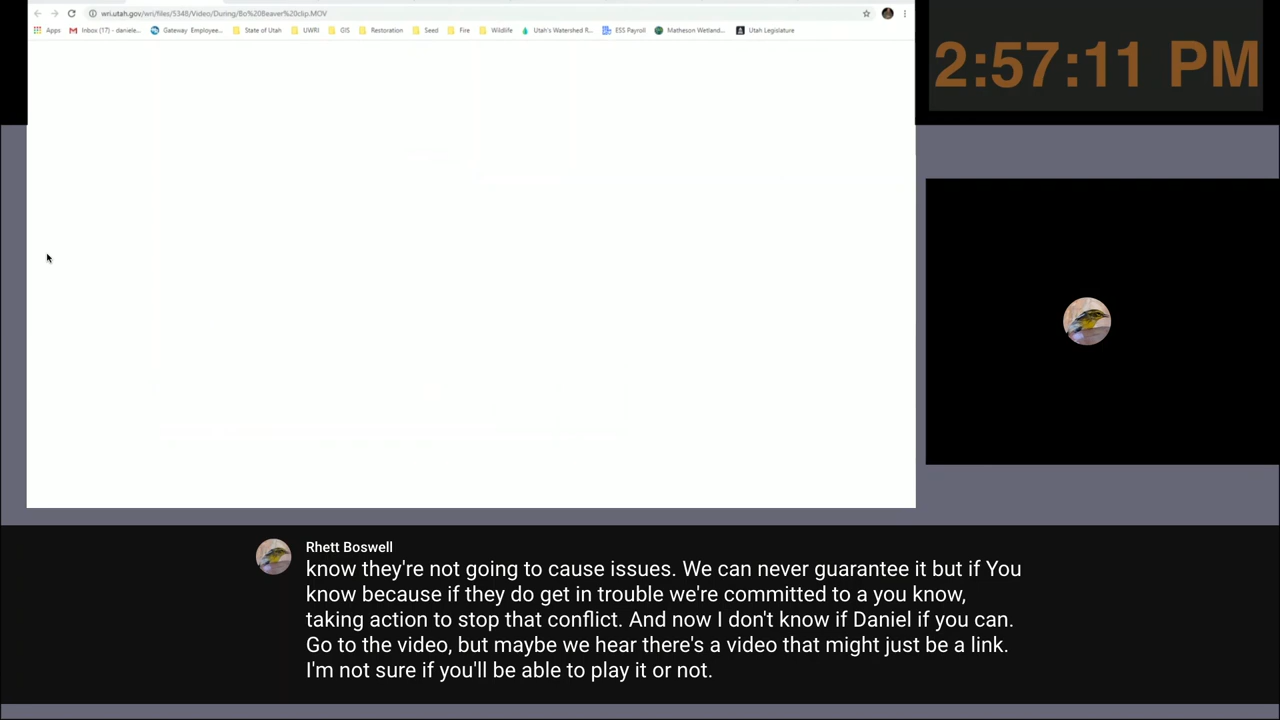 wri.utah.gov/wri/files/5348/Video/During/Bo%20Beaver%20clip.MOV
Apps Inbox (17) - daniele... Gateway Employee... State of Utah UWRI GIS Restoration Seed Fire Wildlife Utah's Watershed R... ESS Payroll Matheson Wetland... Utah Legislature
2:57:11 PM
Rhett Boswell
know they're not going to cause issues. We can never guarantee it but if You
know because if they do get in trouble we're committed to a you know,
taking action to stop that conflict. And now I don't know if Daniel if you can.
Go to the video, but maybe we hear there's a video that might just be a link.
I'm not sure if you'll be able to play it or not.